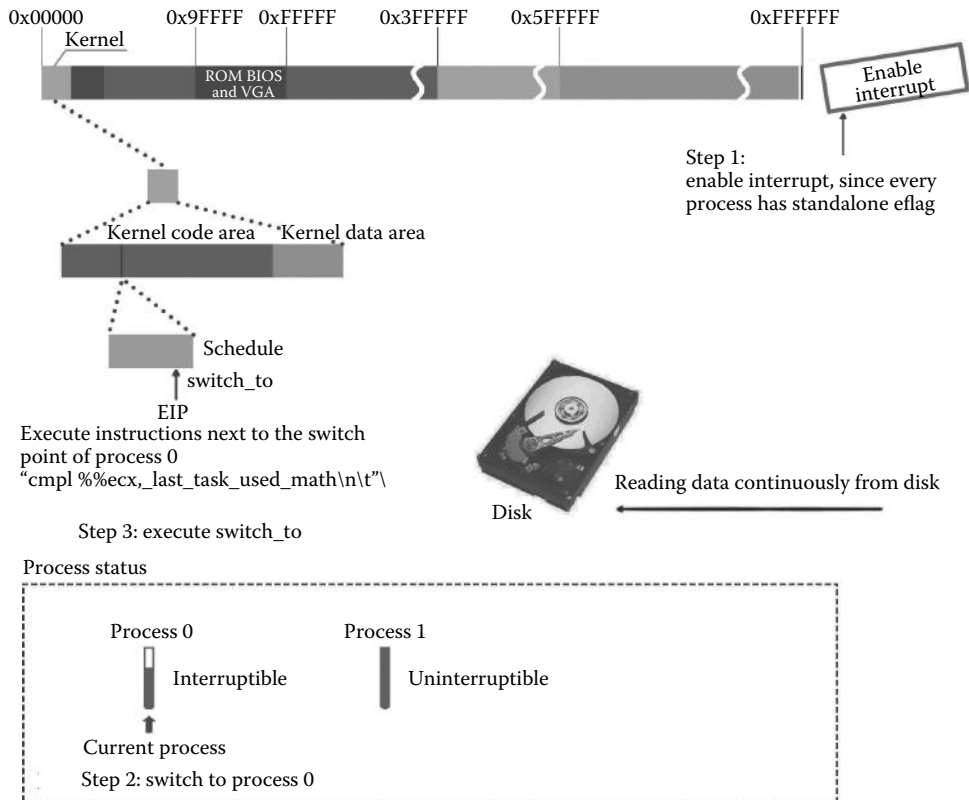 0x00000 0x9FFFF 0xFFFFF 0x3FFFFF 0x5FFFFF 0xFFFFFF
Kernel
ROM BIOS
and VGA
Enable
interrupt
Step 1:
enable interrupt, since every
process has standalone eflag
Kernel code area Kernel data area
Schedule
switch_to
EIP
Execute instructions next to the switch
point of process 0
“cmpl %%ecx,_last_task_used_math\n\t”\
Step 3: execute switch_to
Disk
Reading data continuously from disk
Process status
Process 0 Process 1
Interruptible Uninterruptible
Current process
Step 2: switch to process 0